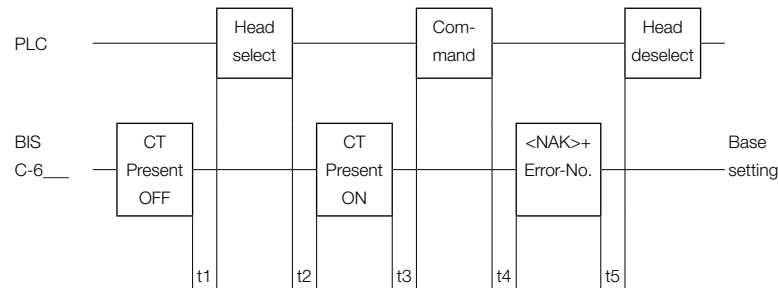 PLC
Head
select
Com-
mand
Head
deselect
BIS
C-6___
CT
Present
OFF
CT
Present
ON
<NAK>+
Error-No.
Base
setting
t1
t2
t3
t4
t5